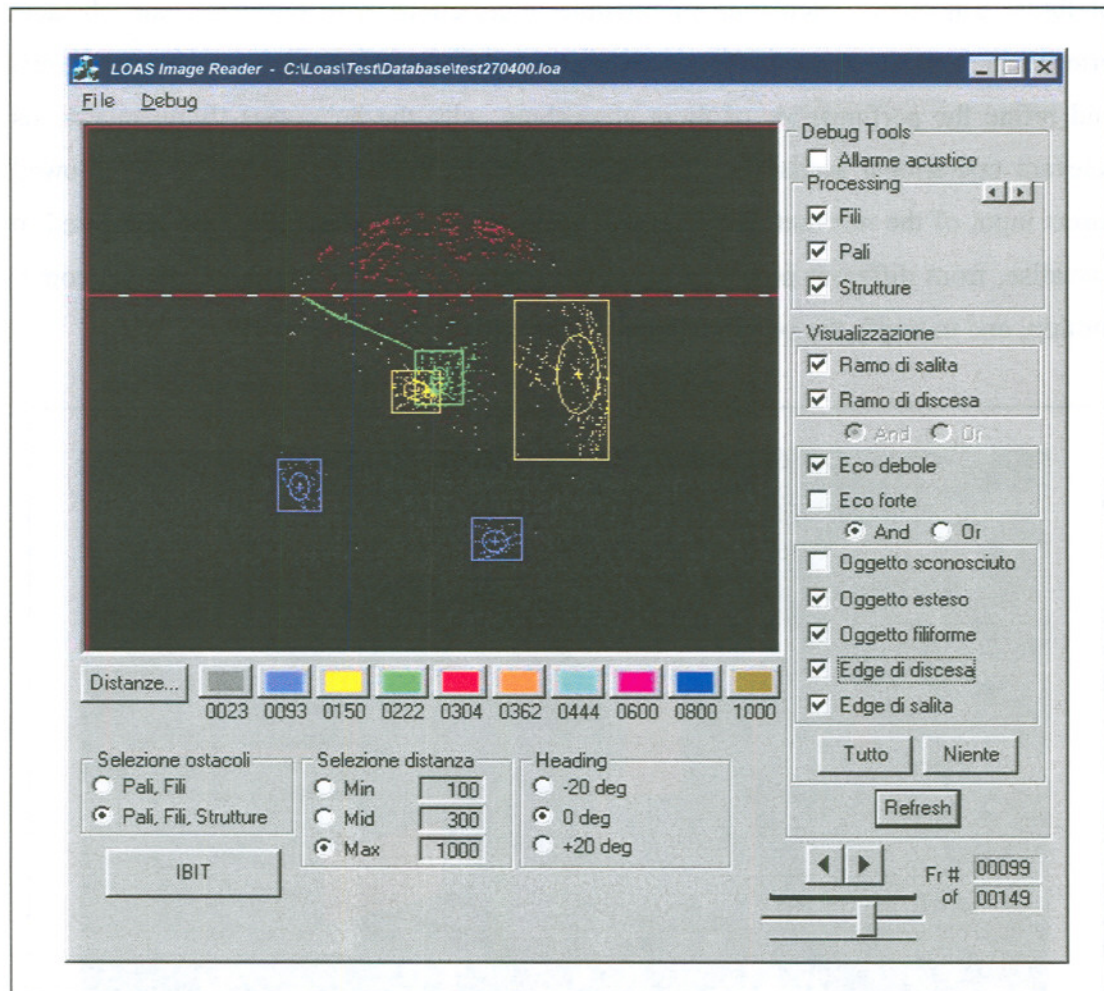 LOAS Image Reader - C:\Loas\Test\Database\test270400.loa
File Debug
Debug Tools
Allarme acustico
Processing
Fili
Pali
Strutture
Visualizzazione
Ramo di salita
Ramo di discesa
And Or
Eco debole
Eco forte
And Or
Oggetto sconosciuto
Oggetto esteso
Oggetto filiforme
Edge di discesa
Edge di salita
Tutto Niente
Refresh
Distanze...
0023 0093 0150 0222 0304 0362 0444 0600 0800 1000
Selezione ostacoli
Pali, Fili
Pali, Fili, Strutture
IBIT
Selezione distanza
Min 100
Mid 300
Max 1000
Heading
-20 deg
0 deg
+20 deg
Fr # 00099
of 00149